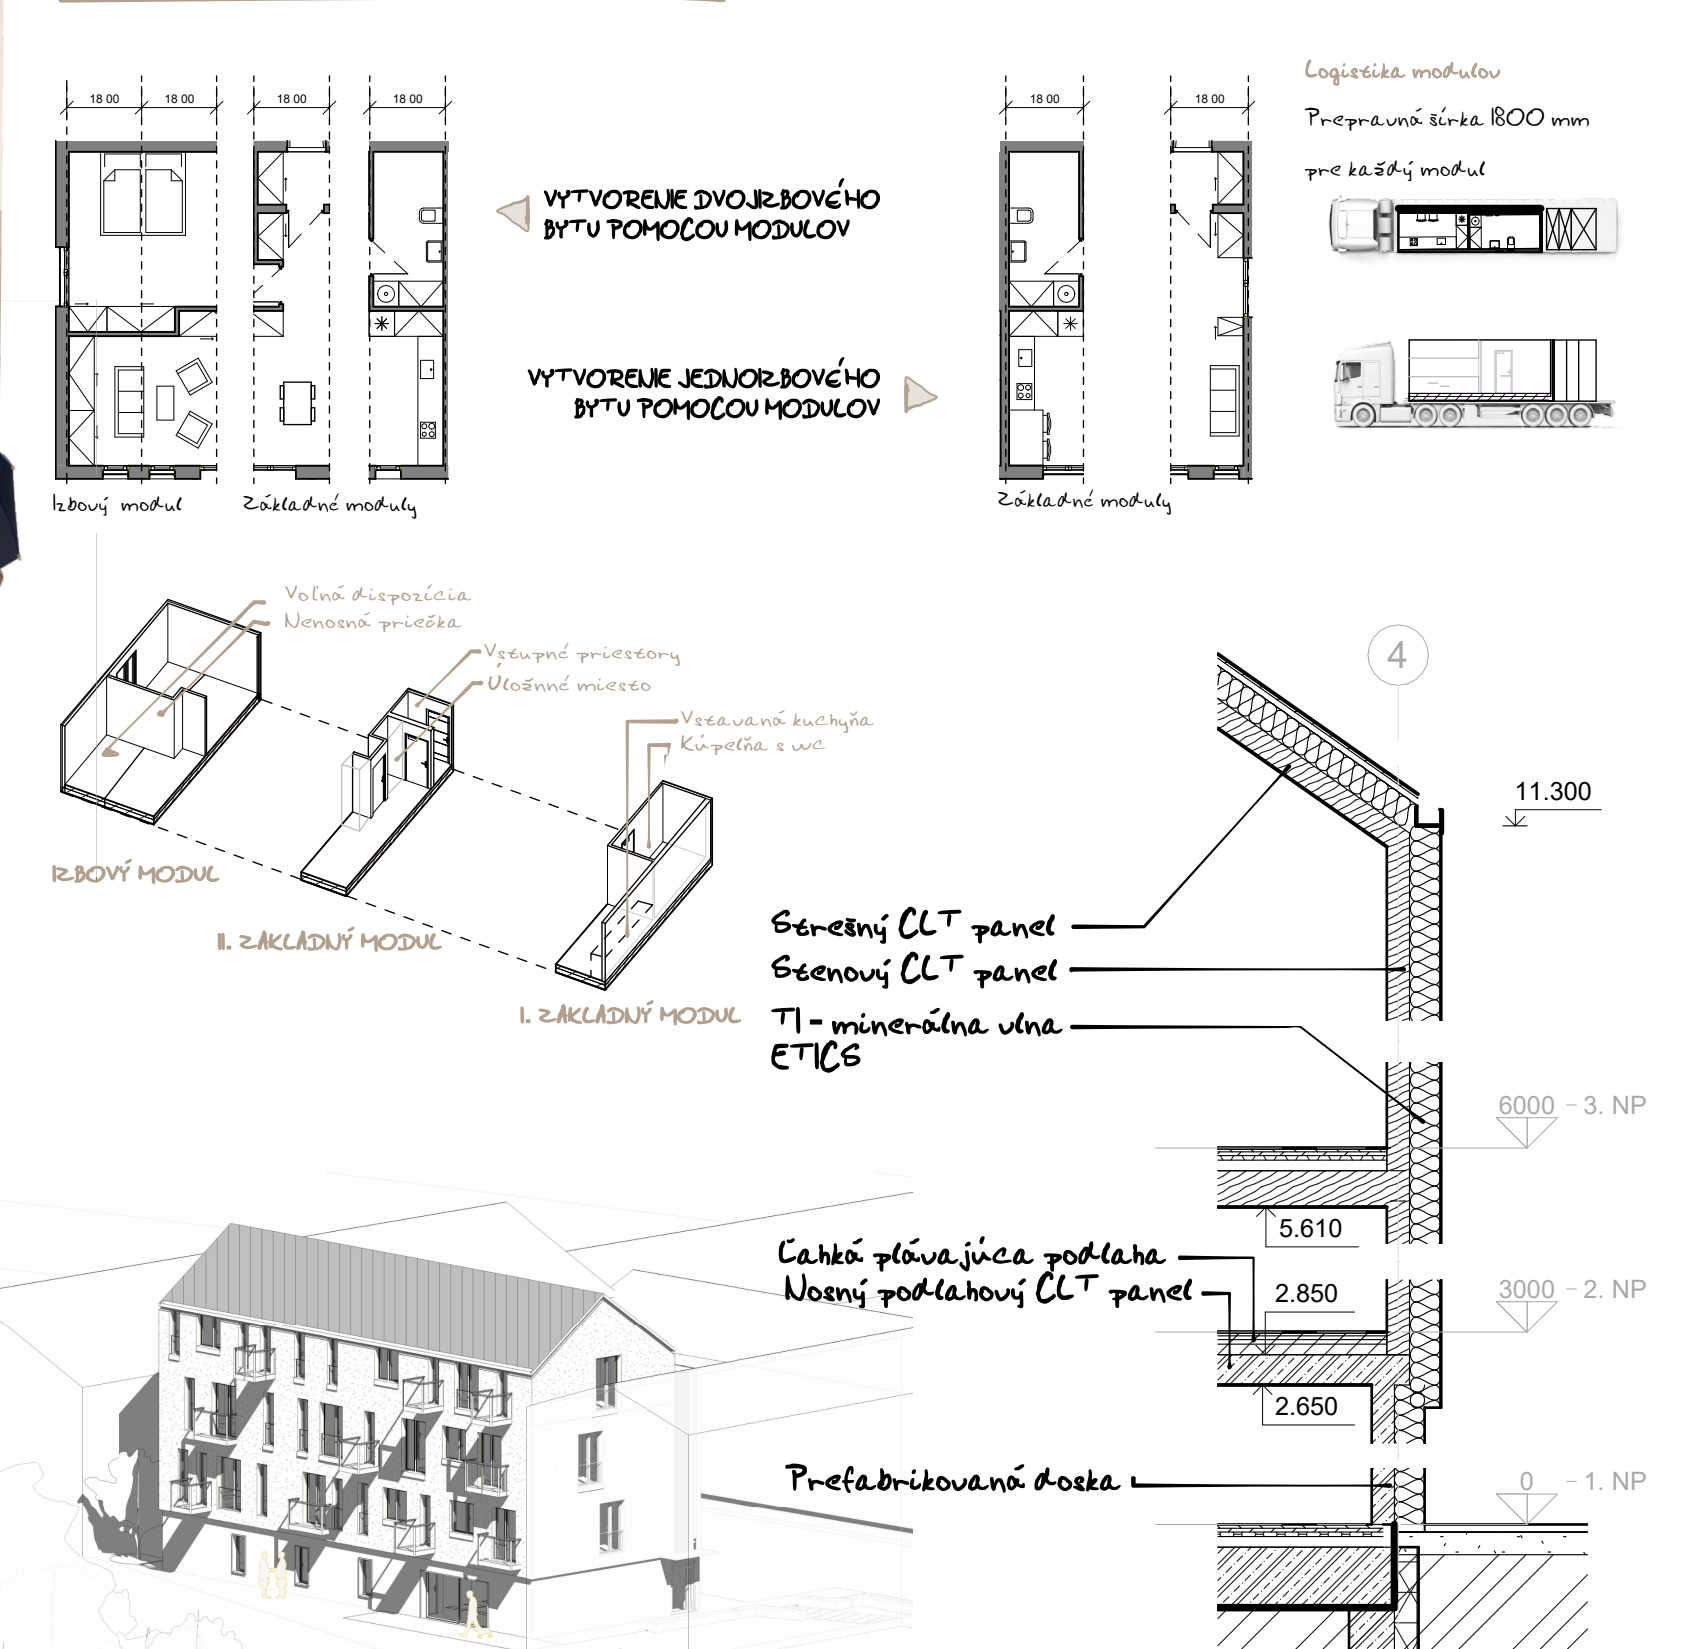 18 00
18 00
18 00
18 00
18 00
18 00
Logistika modulov
Prepravná šírka 1800 mm
pre každý modul
VYTVORENIE DVOJIZBOVÉHO
BYTU POMOCOU MODULOV
VYTVORENIE JEDNOIZBOVÉHO
BYTU POMOCOU MODULOV
Izbový modul
Základné moduly
Základné moduly
Voľná dispozícia
Nenosná priečka
Vstupné priestory
Úložnné miesto
Vstavaná kuchyňa
Kúpelňa s wc
IZBOVÝ MODUL
II. ZÁKLADNÝ MODUL
I. ZÁKLADNÝ MODUL
4
11.300
Strešný CLT panel
Stenový CLT panel
TI - minerálna vlna
ETICS
6000 - 3. NP
5.610
Ľahká plávajúca podlaha
Nosný podlahový CLT panel
2.850
3000 - 2. NP
2.650
Prefabrikovaná doska
0 - 1. NP